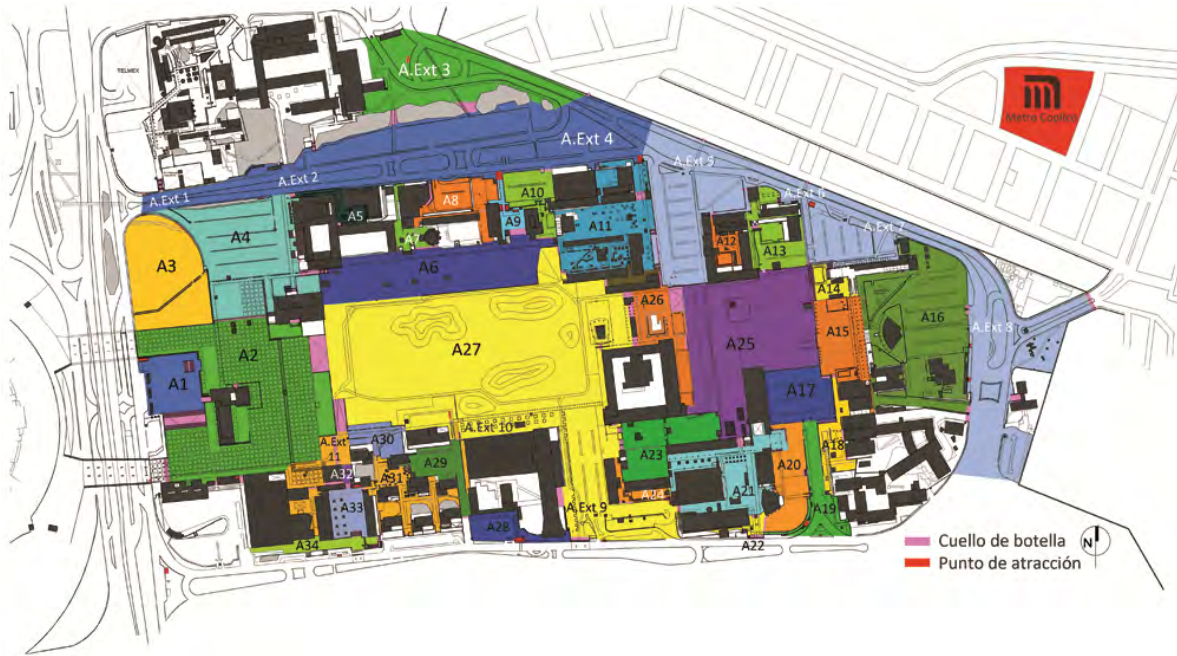 TELMEX
A.Ext 3
Metro Copilco
A.Ext 4
A.Ext 5
A.Ext 2
A.Ext 6
A.Ext 1
A10
A8
A5
A9
A11
A7
A.Ext 7
A4
A12
A13
A3
A6
A14
A26
A16
A15
A.Ext 8
A2
A27
A25
A1
A17
A.Ext 10
A30
A.Ext
11
A18
A23
A29
A20
A32
A31
A21
A24
A33
A.Ext 9
A19
A28
A34
A22
Cuello de botella
N
Punto de atracción